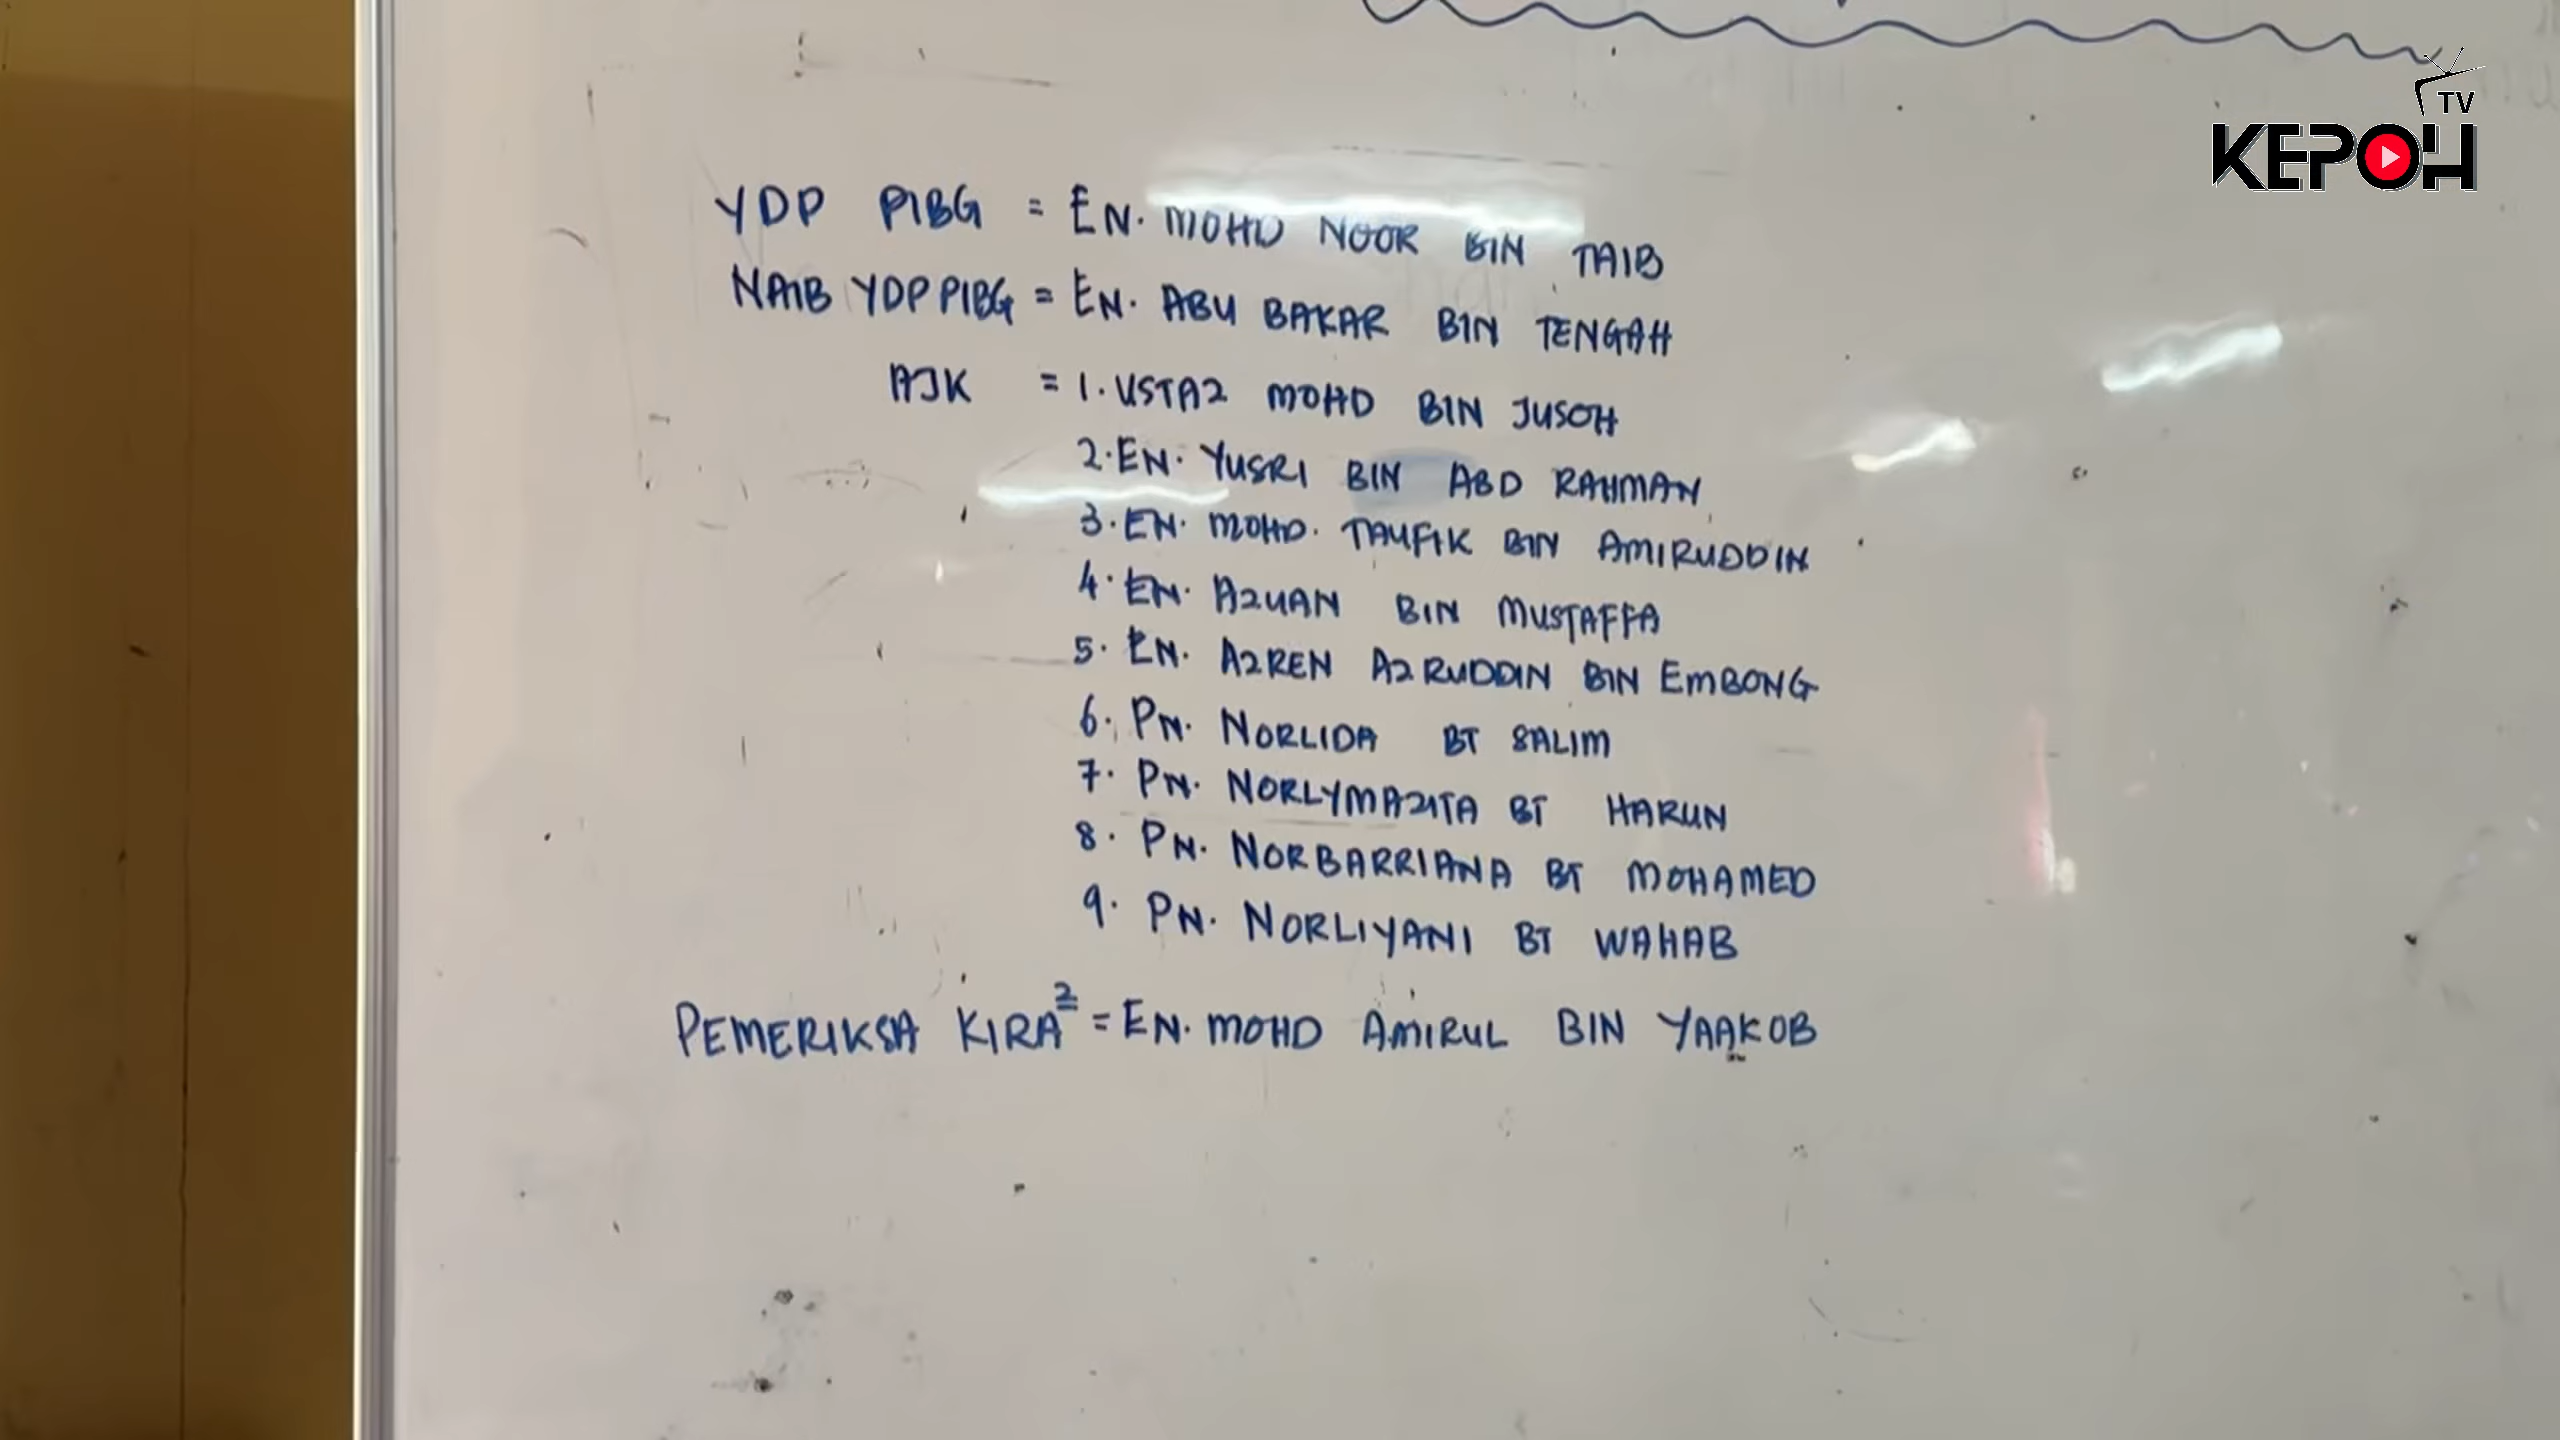 TV
KEPOH
YDP PIBG = EN. MOHD NOOR BIN TAIB
NAIB YDP PIBG = EN. ABU BAKAR BIN TENGAH
AJK = 1. USTAZ MOHD BIN JUSOH
2. EN. YUSRI BIN ABD RAHMAN
3. EN. MOHD. TAUFIK BIN AMIRUDDIN
4. EN. AZUAN BIN MUSTAFFA
5. EN. AZREN AZRUDDIN BIN EMBONG
6. PN. NORLIDA BT SALIM
7. PN. NORLYMAZITA BT HARUN
8. PN. NORBARRIANA BT MOHAMED
9. PN. NORLIYANI BT WAHAB
PEMERIKSA KIRA² = EN. MOHD AMIRUL BIN YAAKOB